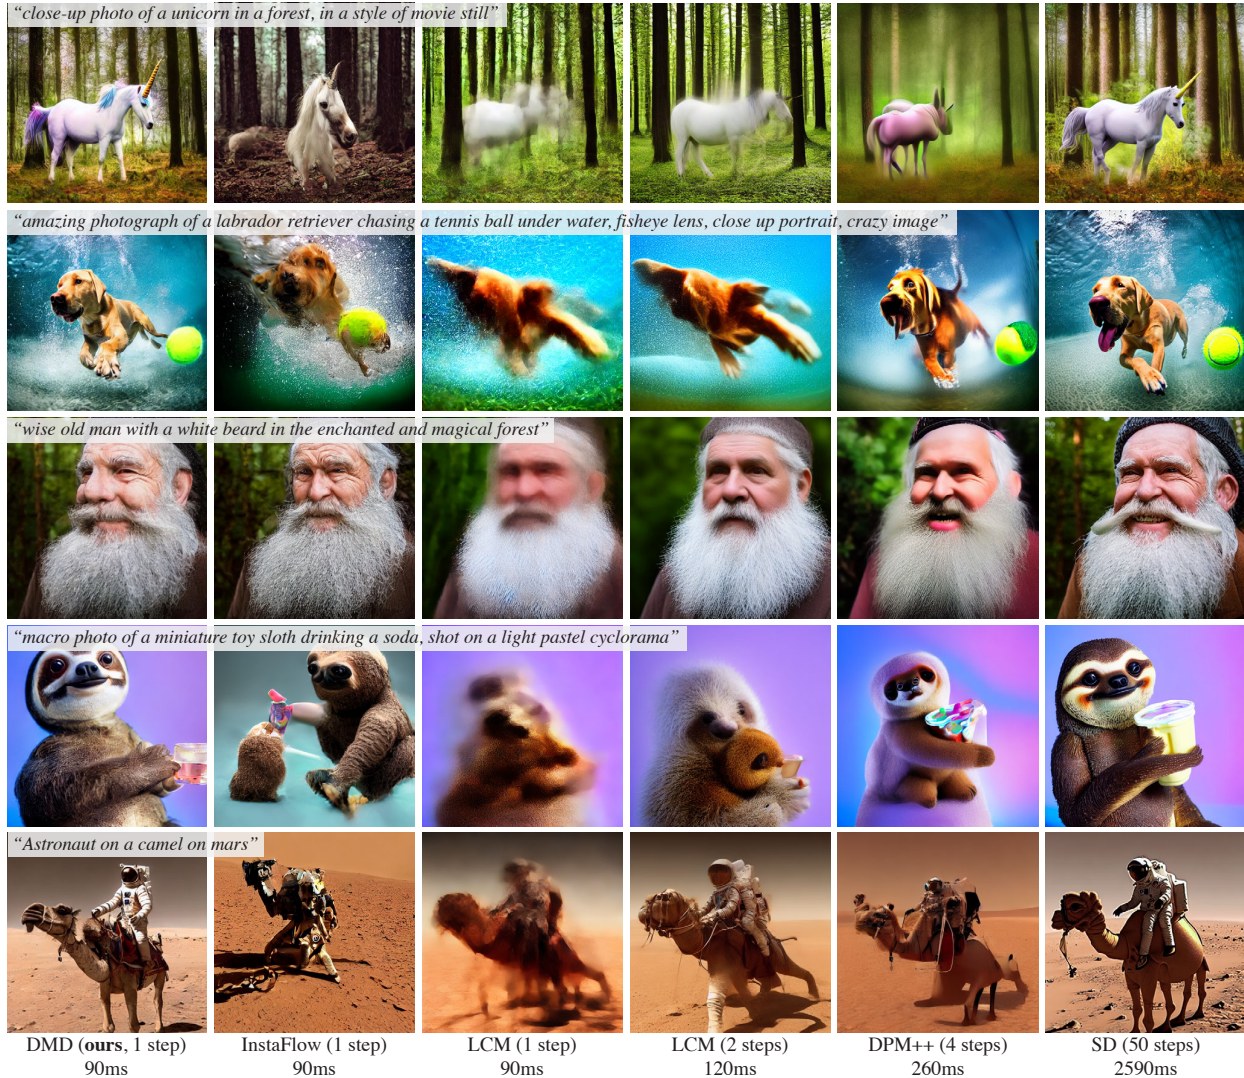 “close-up photo of a unicorn in a forest, in a style of movie still”
“amazing photograph of a labrador retriever chasing a tennis ball under water, fisheye lens, close up portrait, crazy image”
“wise old man with a white beard in the enchanted and magical forest”
“macro photo of a miniature toy sloth drinking a soda, shot on a light pastel cyclorama”
“Astronaut on a camel on mars”
DMD (ours, 1 step) InstaFlow (1 step) LCM (1 step) LCM (2 steps) DPM++ (4 steps) SD (50 steps)
90ms 90ms 90ms 120ms 260ms 2590ms